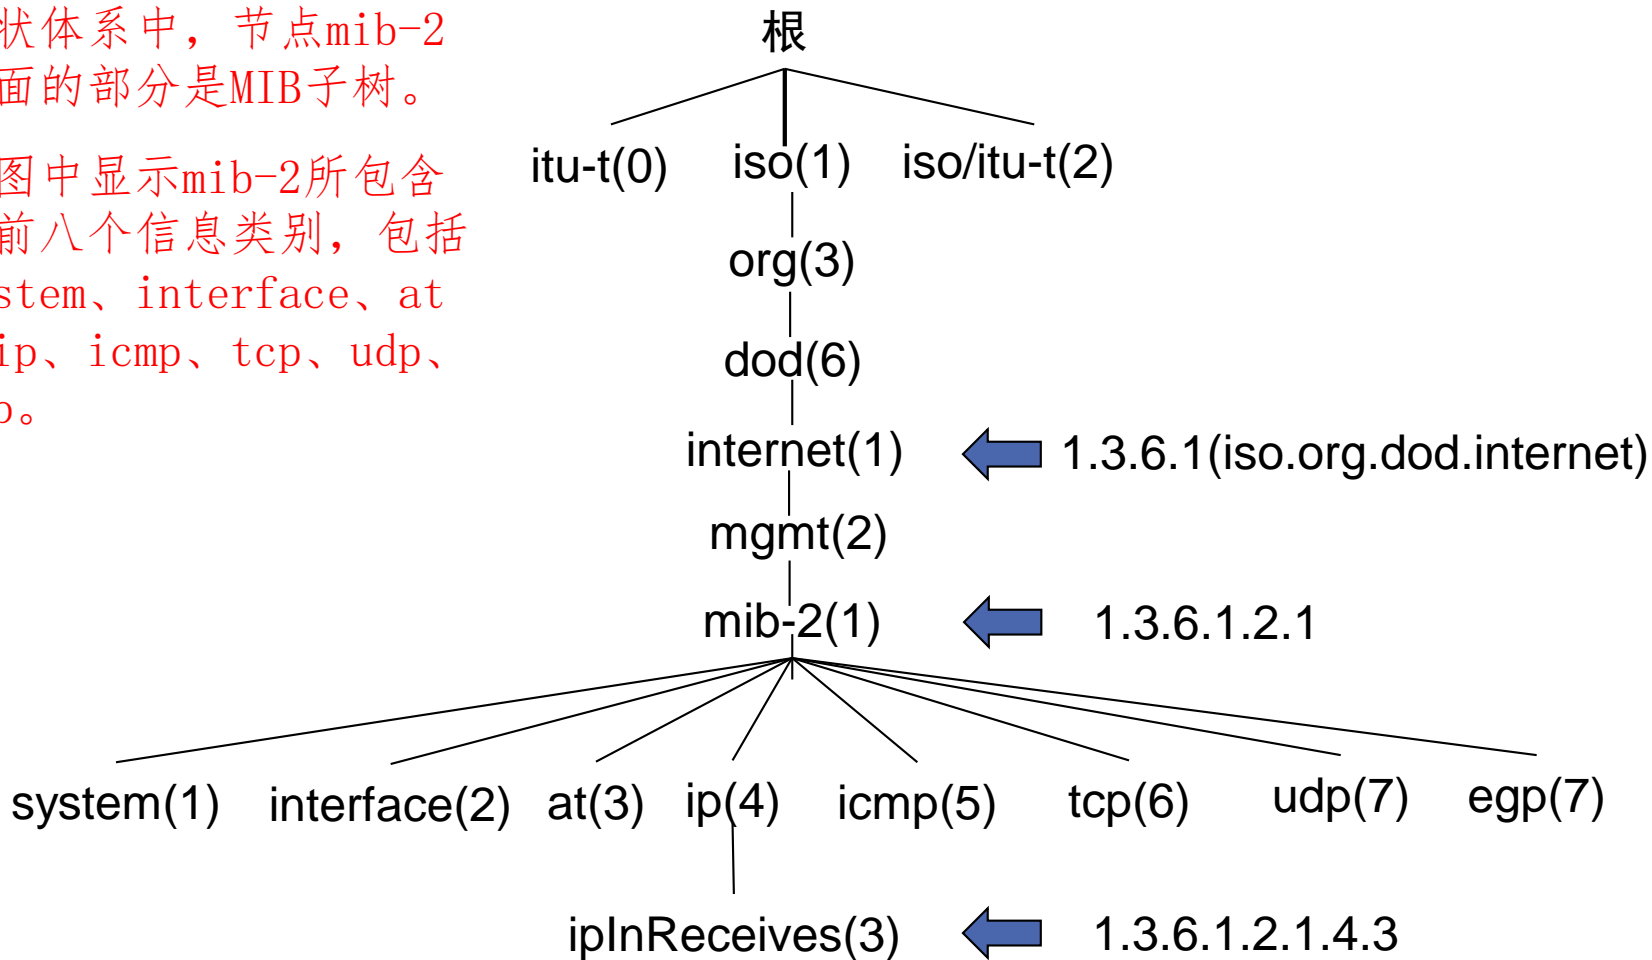 状体系中，节点mib-2
面的部分是MIB子树。
图中显示mib-2所包含
前八个信息类别，包括
stem、interface、at
ip、icmp、tcp、udp、
。
根
itu-t(0) iso(1) iso/itu-t(2)
org(3)
dod(6)
internet(1) 1.3.6.1(iso.org.dod.internet)
mgmt(2)
mib-2(1) 1.3.6.1.2.1
system(1) interface(2) at(3) ip(4) icmp(5) tcp(6) udp(7) egp(7)
ipInReceives(3) 1.3.6.1.2.1.4.3